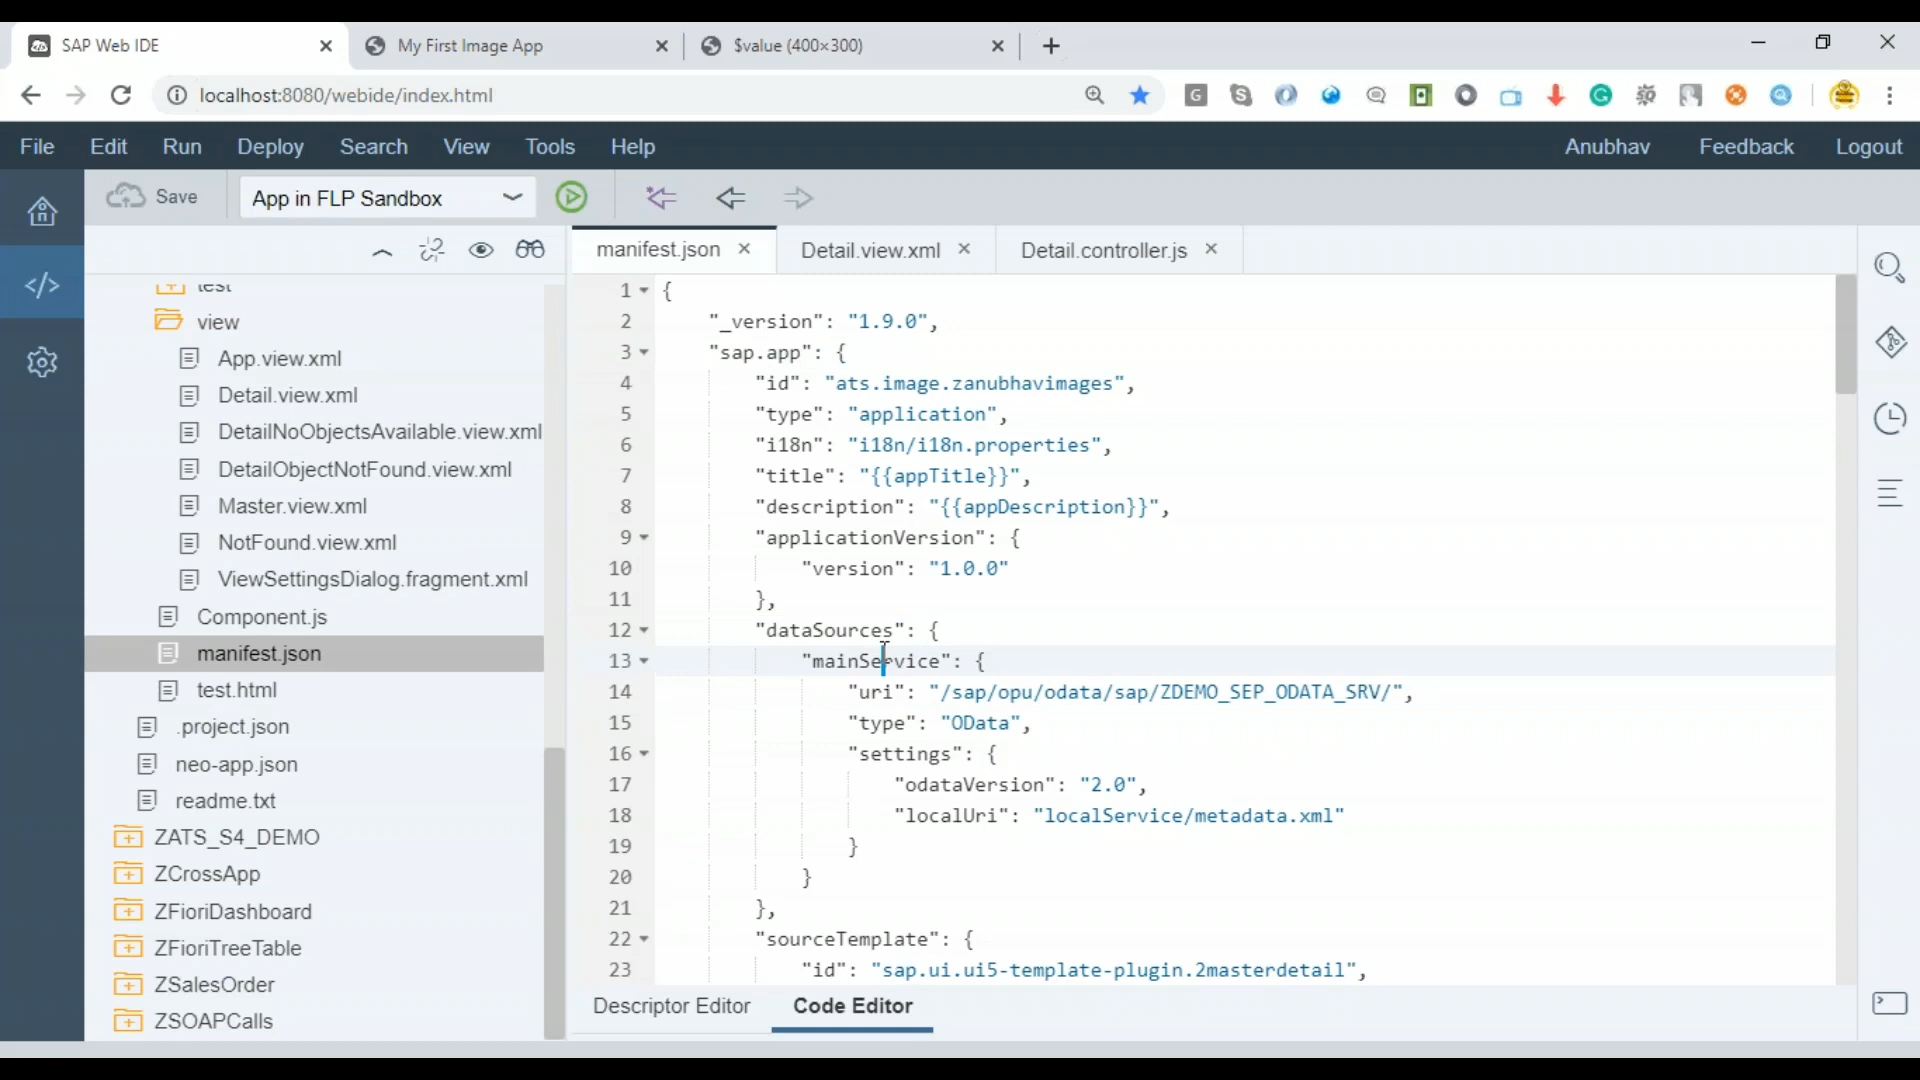 SAP Web IDE
My First Image App
$value (400×300)
localhost:8080/webide/index.html
File Edit Run Deploy Search View Tools Help Anubhav Feedback Logout
Save
App in FLP Sandbox
manifest.json
Detail.view.xml
Detail.controller.js
test
view
App.view.xml
Detail.view.xml
DetailNoObjectsAvailable.view.xml
DetailObjectNotFound.view.xml
Master.view.xml
NotFound.view.xml
ViewSettingsDialog.fragment.xml
Component.js
manifest.json
test.html
.project.json
neo-app.json
readme.txt
ZATS_S4_DEMO
ZCrossApp
ZFioriDashboard
ZFioriTreeTable
ZSalesOrder
ZSOAPCalls
1 {
2 "_version": "1.9.0",
3 "sap.app": {
4 "id": "ats.image.zanubhavimages",
5 "type": "application",
6 "i18n": "i18n/i18n.properties",
7 "title": "{{appTitle}}",
8 "description": "{{appDescription}}",
9 "applicationVersion": {
10 "version": "1.0.0"
11 },
12 "dataSources": {
13 "mainService": {
14 "uri": "/sap/opu/odata/sap/ZDEMO_SEP_ODATA_SRV/",
15 "type": "OData",
16 "settings": {
17 "odataVersion": "2.0",
18 "localUri": "localService/metadata.xml"
19 }
20 }
21 },
22 "sourceTemplate": {
23 "id": "sap.ui.ui5-template-plugin.2masterdetail",
Descriptor Editor
Code Editor